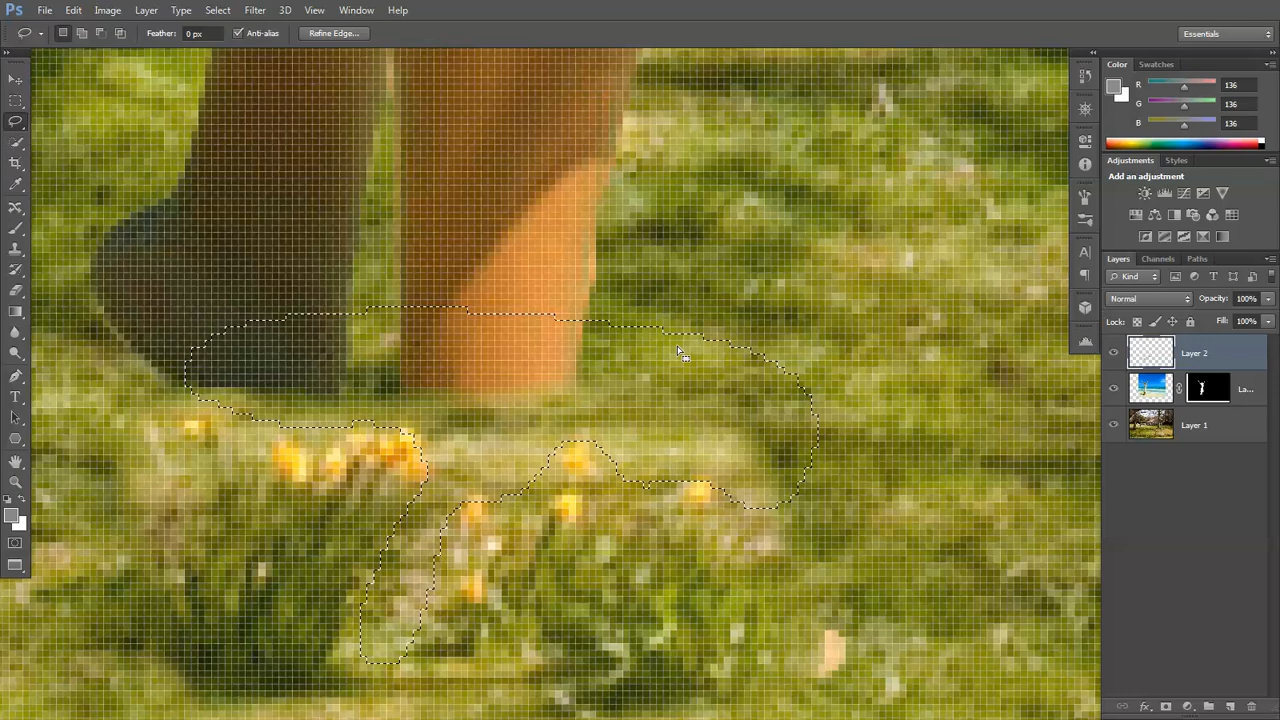 Ps File Edit Image Layer Type Select Filter 3D View Window Help
Feather: 0 px Anti-alias Refine Edge... Essentials
Color Swatches
R 136
G 136
B 136
Adjustments Styles
Add an adjustment
Layers Channels Paths
Kind
Normal Opacity: 100%
Lock: Fill: 100%
Layer 2
La...
Layer 1